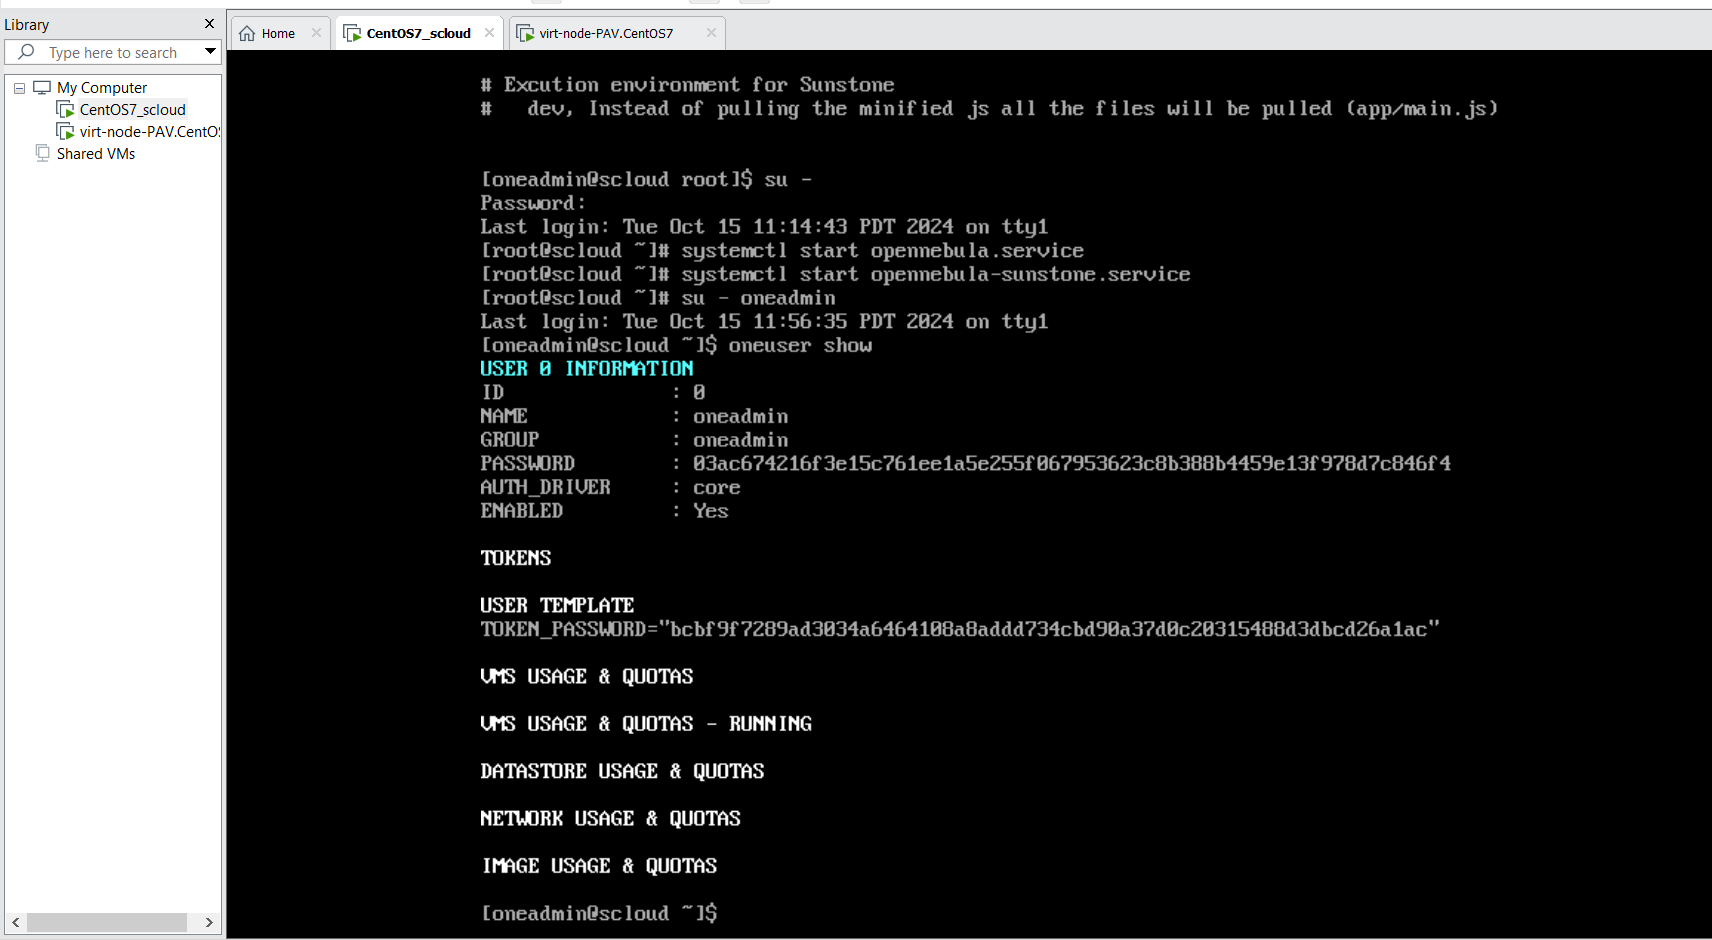 Library
Type here to search
My Computer
CentOS7_scloud
virt-node-PAV.CentOS
Shared VMs
Home
CentOS7_scloud
virt-node-PAV.CentOS7
# Excution environment for Sunstone
#   dev, Instead of pulling the minified js all the files will be pulled (app/main.js)
[oneadmin@scloud root]$ su -
Password:
Last login: Tue Oct 15 11:14:43 PDT 2024 on tty1
[root@scloud ~]# systemctl start opennebula.service
[root@scloud ~]# systemctl start opennebula-sunstone.service
[root@scloud ~]# su - oneadmin
Last login: Tue Oct 15 11:56:35 PDT 2024 on tty1
[oneadmin@scloud ~]$ oneuser show
USER 0 INFORMATION
ID              : 0
NAME            : oneadmin
GROUP           : oneadmin
PASSWORD        : 03ac674216f3e15c761ee1a5e255f067953623c8b388b4459e13f978d7c846f4
AUTH_DRIVER     : core
ENABLED         : Yes
TOKENS
USER TEMPLATE
TOKEN_PASSWORD="bcbf9f7289ad3034a6464108a8addd734cbd90a37d0c20315488d3dbcd26a1ac"
VMS USAGE & QUOTAS
VMS USAGE & QUOTAS - RUNNING
DATASTORE USAGE & QUOTAS
NETWORK USAGE & QUOTAS
IMAGE USAGE & QUOTAS
[oneadmin@scloud ~]$